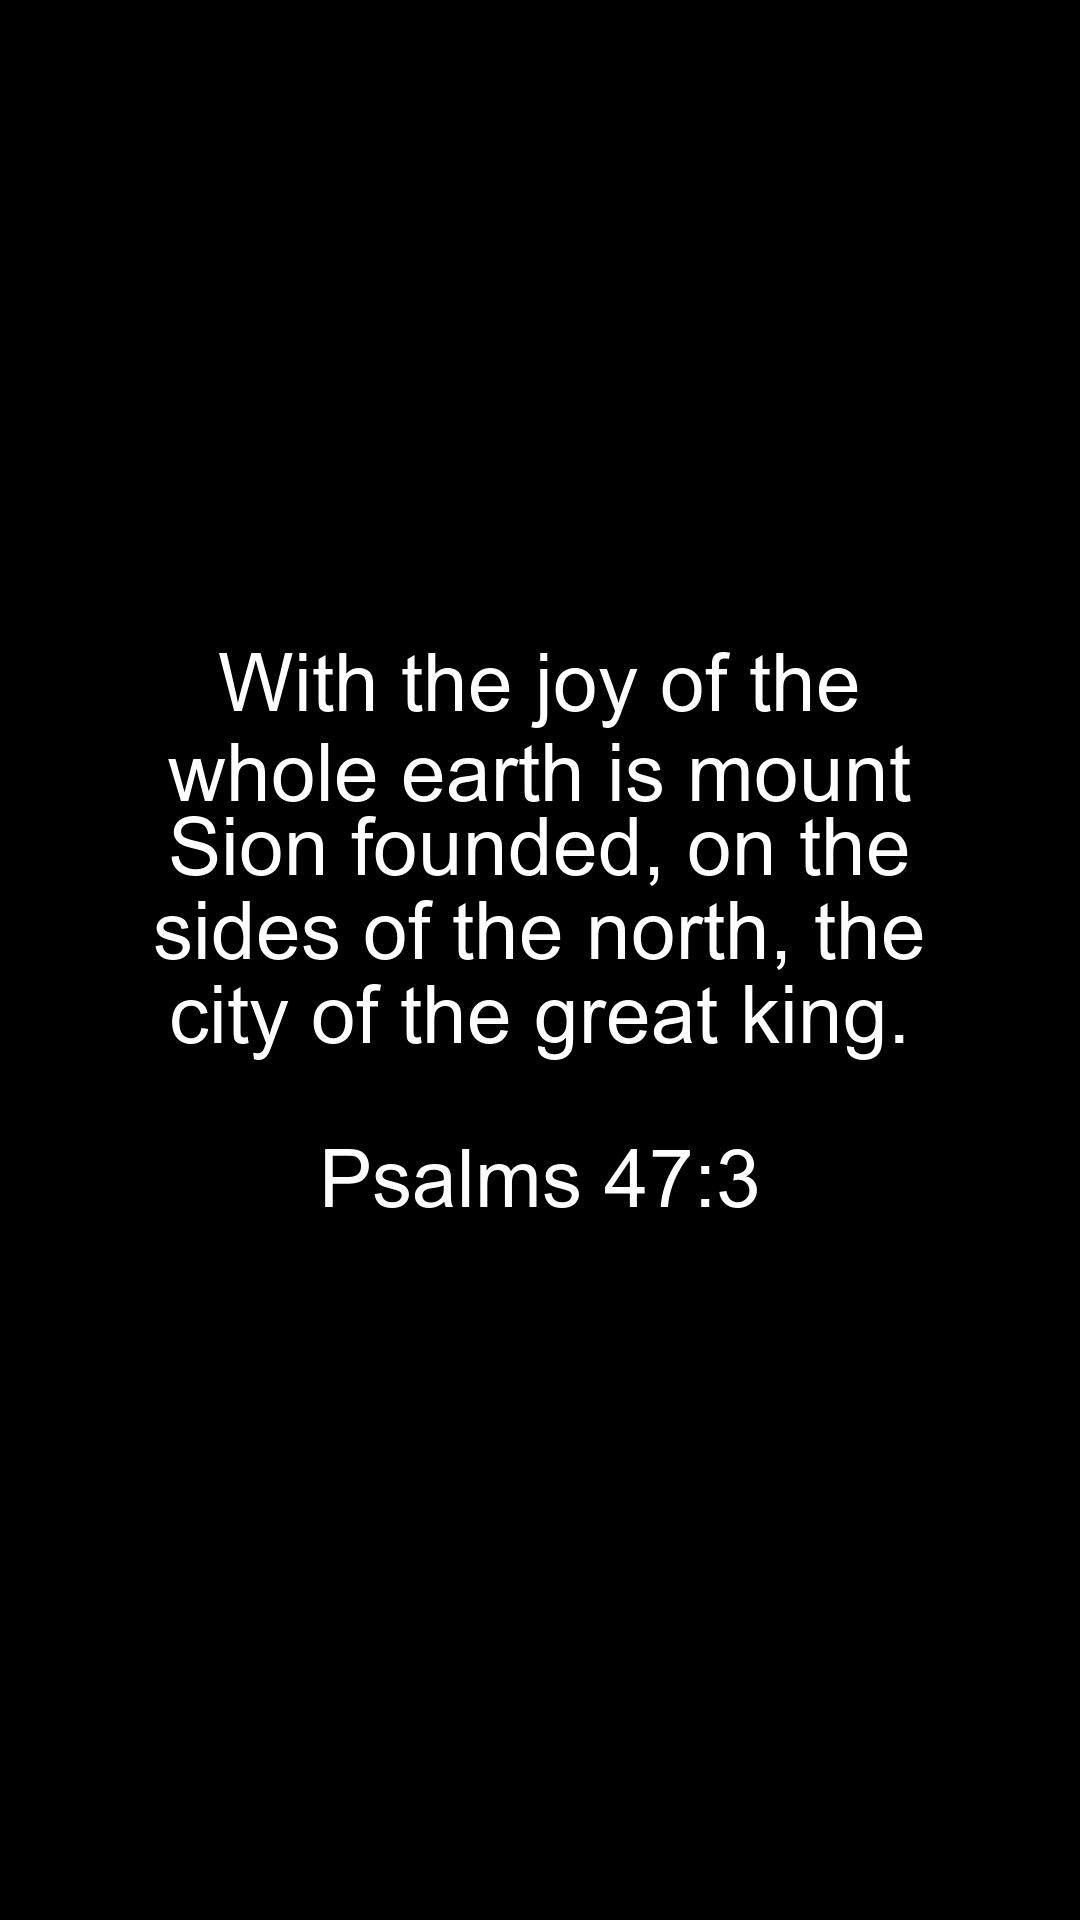 With the joy of the
whole earth is mount
Sion founded, on the
sides of the north, the
city of the great king.
Psalms 47:3